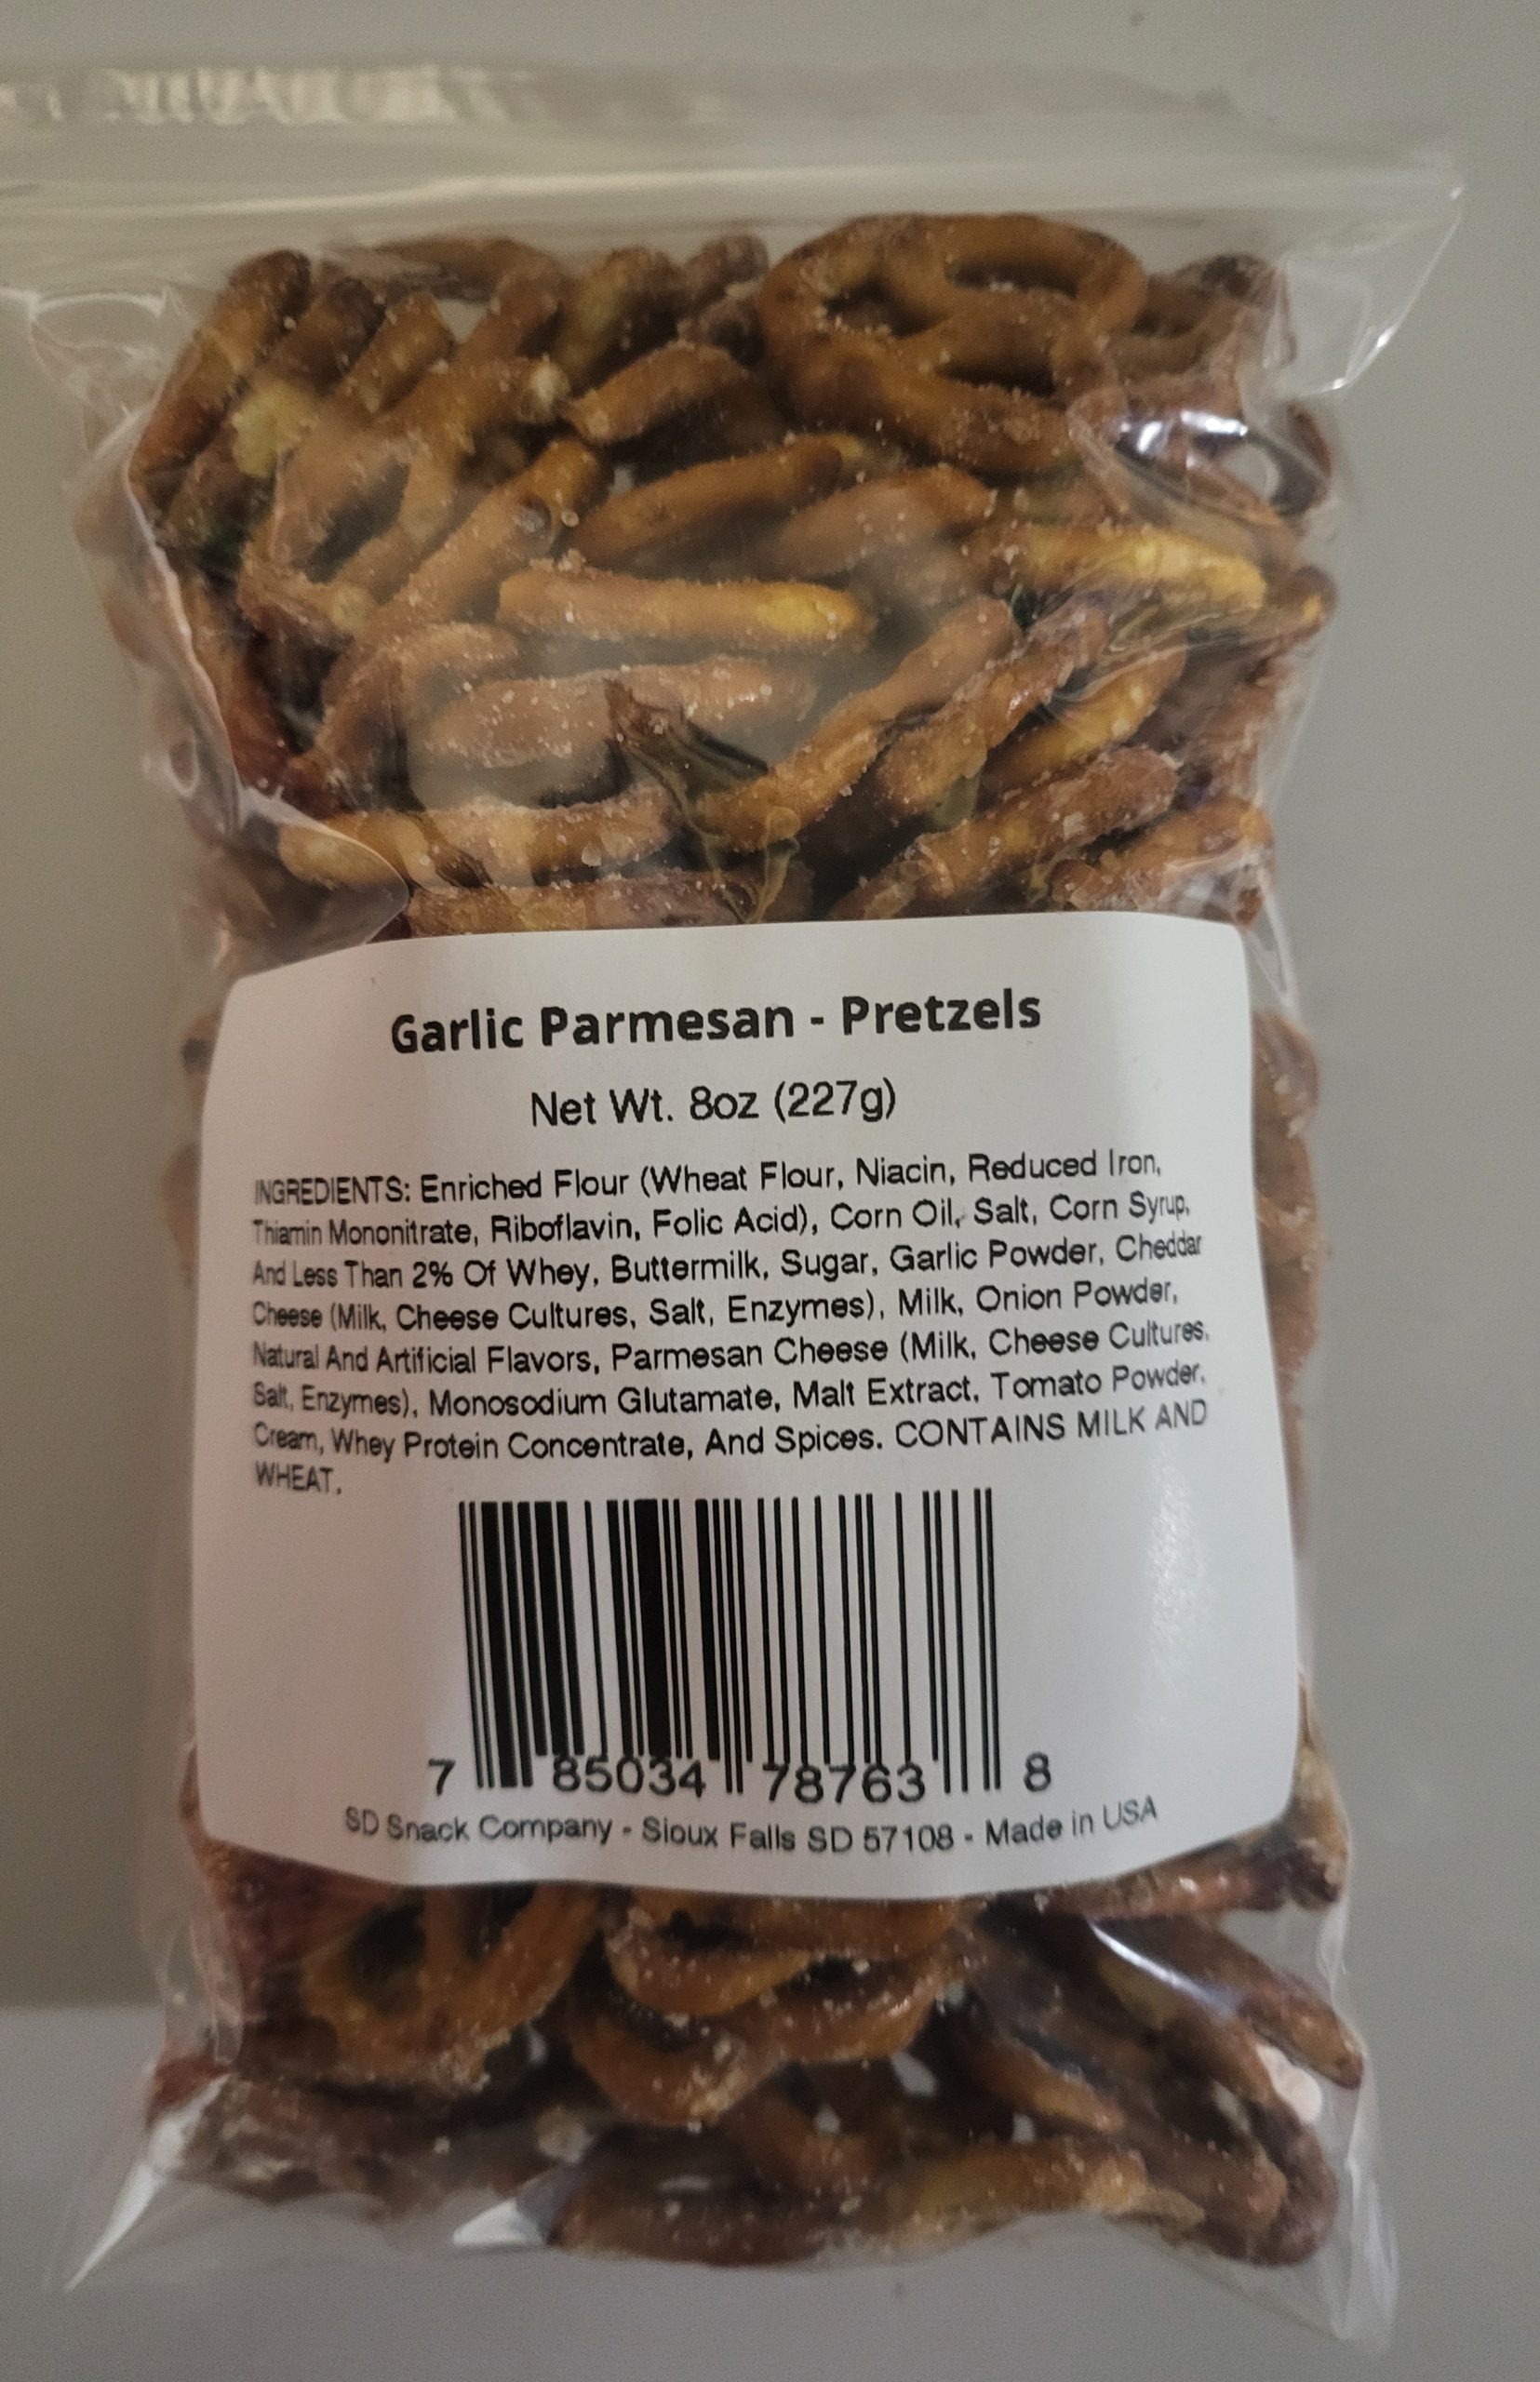 Garlic Parmesan - Pretzels
Net Wt. 8oz (227g)
INGREDIENTS: Enriched Flour (Wheat Flour, Niacin, Reduced Iron,
Thiamin Mononitrate, Riboflavin, Folic Acid), Corn Oil, Salt, Corn Syrup,
And Less Than 2% Of Whey, Buttermilk, Sugar, Garlic Powder, Cheddar
Cheese (Milk, Cheese Cultures, Salt, Enzymes), Milk, Onion Powder,
Natural And Artificial Flavors, Parmesan Cheese (Milk, Cheese Cultures,
Salt, Enzymes), Monosodium Glutamate, Malt Extract, Tomato Powder,
Cream, Whey Protein Concentrate, And Spices. CONTAINS MILK AND
WHEAT.
7 85034 78763 8
SD Snack Company - Sioux Falls SD 57108 - Made in USA